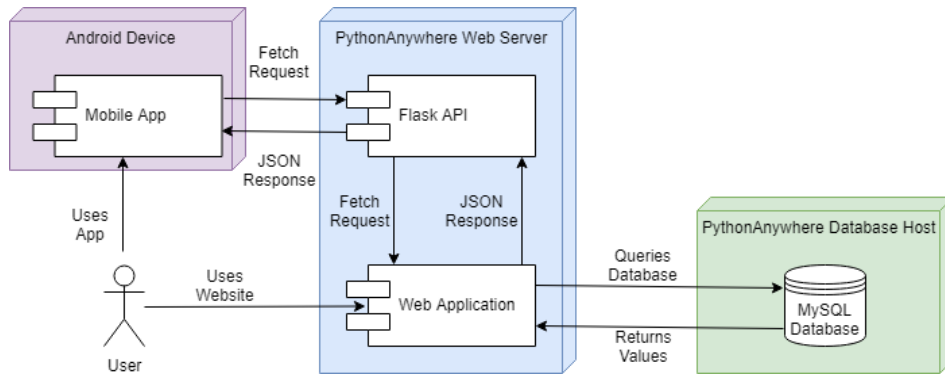 Android Device
PythonAnywhere Web Server
Fetch
Request
Mobile App
Flask API
JSON
Response
Uses
App
Fetch
Request
JSON
Response
PythonAnywhere Database Host
Queries
Database
Uses
Website
Web Application
MySQL
Database
Returns
Values
User